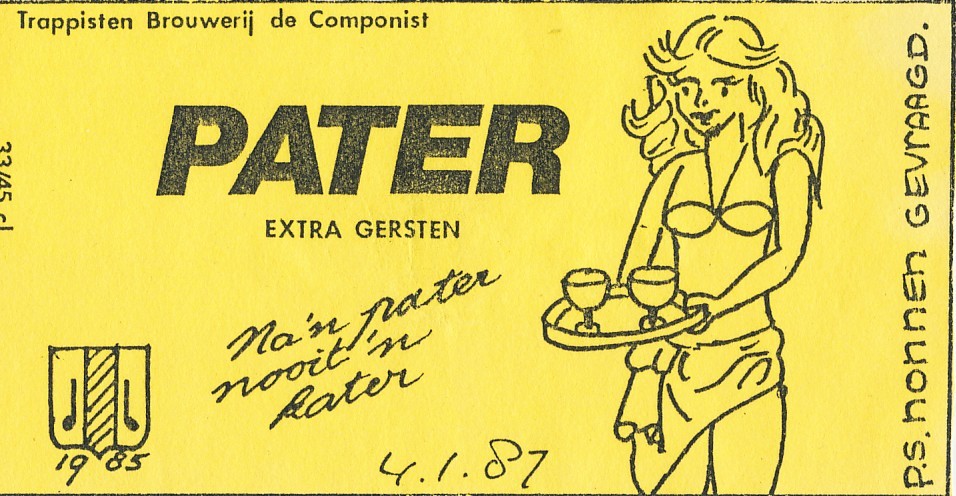 Trappisten Brouwerij de Componist
PATER
EXTRA GERSTEN
Na'n pater
nooit 'n
kater
19 85
4.1.87
33/45 cl
P.S. NONNEN GEVRAAGD.